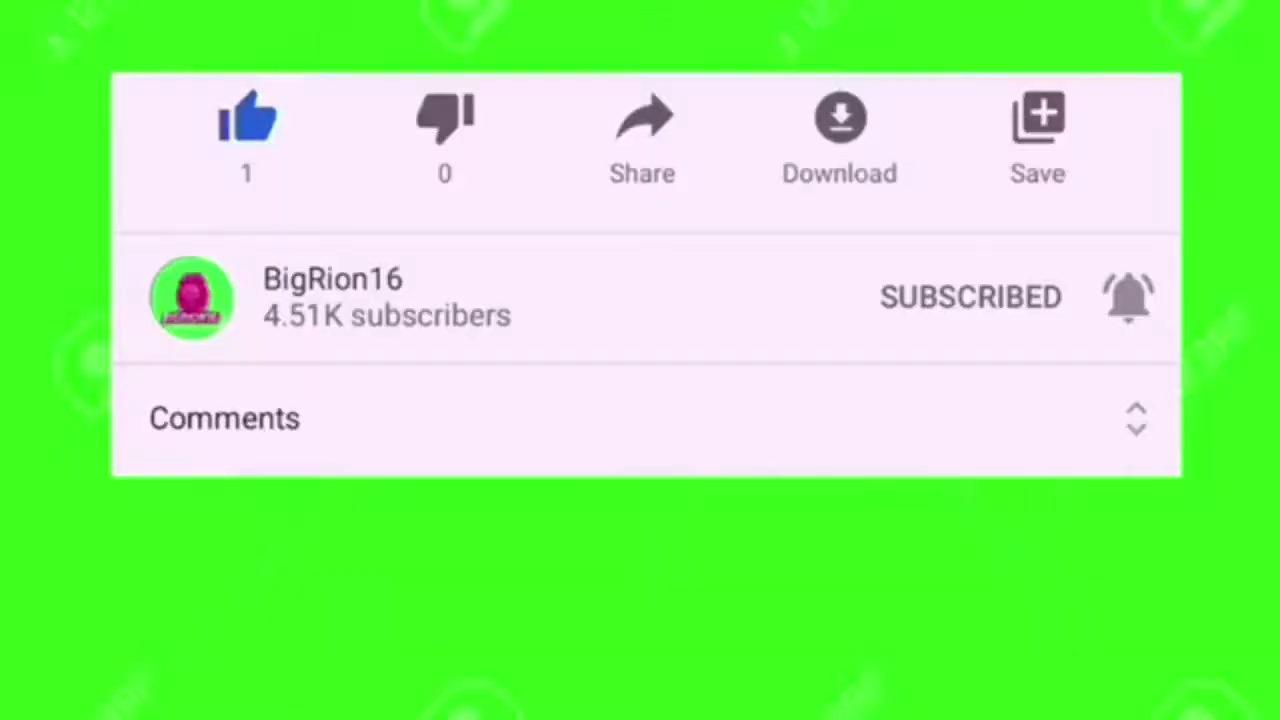 1
0
Share
Download
Save
BigRion16
4.51K subscribers
SUBSCRIBED
Comments